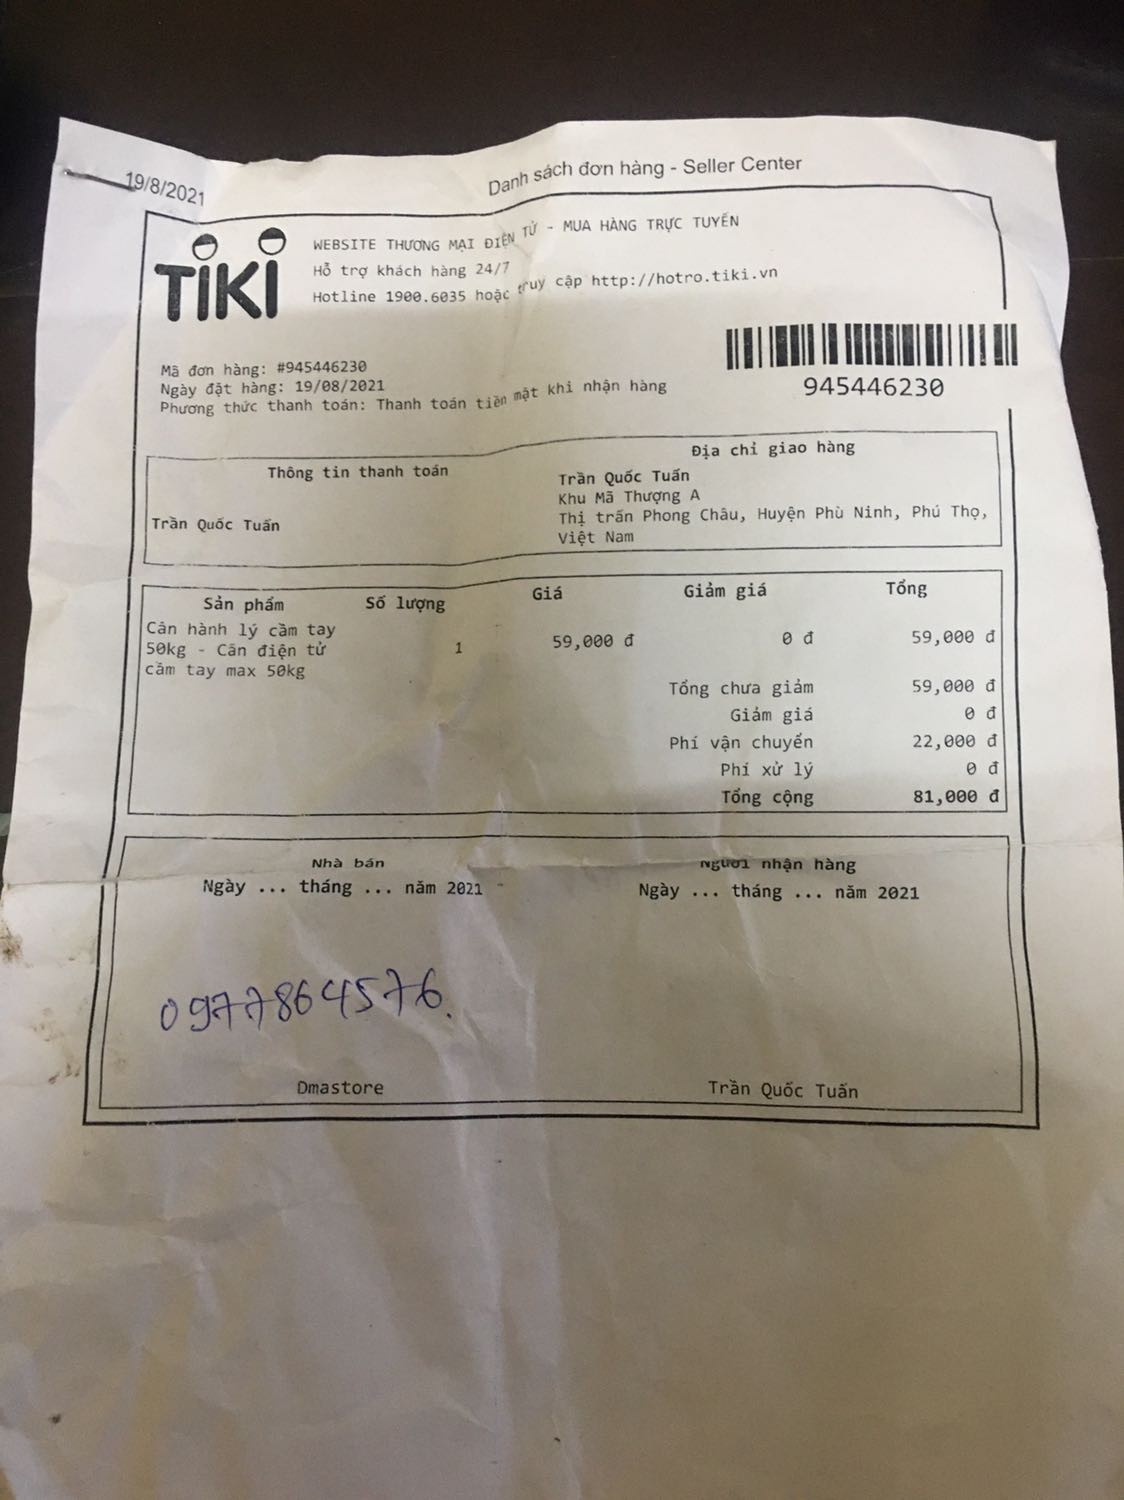 19/8/2021
Danh sách đơn hàng - Seller Center
TiKi
WEBSITE THƯƠNG MẠI ĐIỆN TỬ - MUA HÀNG TRỰC TUYẾN
Hỗ trợ khách hàng 24/7
Hotline 1900.6035 hoặc truy cập http://hotro.tiki.vn
945446230
Mã đơn hàng: #945446230
Ngày đặt hàng: 19/08/2021
Phương thức thanh toán: Thanh toán tiền mặt khi nhận hàng
Thông tin thanh toán
Địa chỉ giao hàng
Trần Quốc Tuấn
Trần Quốc Tuấn
Khu Mã Thượng A
Thị trấn Phong Châu, Huyện Phù Ninh, Phú Thọ,
Việt Nam
Sản phẩm Số lượng Giá Giảm giá Tổng
Cân hành lý cầm tay
50kg - Cân điện tử
cầm tay max 50kg
1 59,000 đ 0 đ 59,000 đ
Tổng chưa giảm 59,000 đ
Giảm giá 0 đ
Phí vận chuyển 22,000 đ
Phí xử lý 0 đ
Tổng cộng 81,000 đ
Nhà bán
Ngày ... tháng ... năm 2021
Người nhận hàng
Ngày ... tháng ... năm 2021
0977864576.
Dmastore
Trần Quốc Tuấn